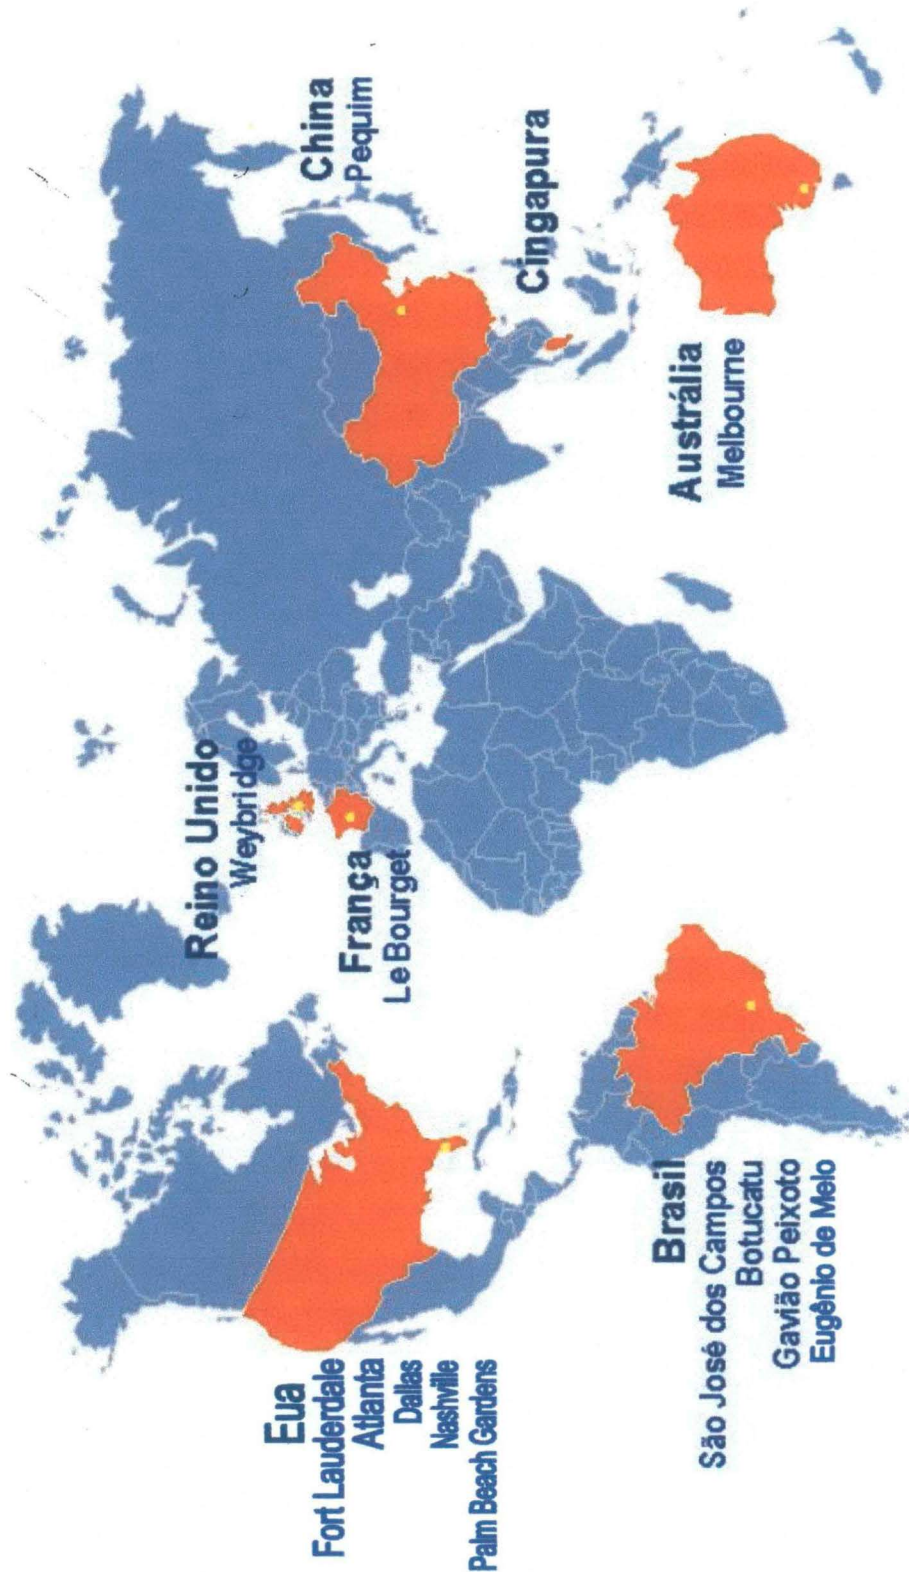 Eua
Fort Lauderdale
Atlanta
Dallas
Nashville
Palm Beach Gardens
Reino Unido
Weybridge
França
Le Bourget
China
Pequim
Cingapura
Austrália
Melbourne
Brasil
São José dos Campos
Botucatu
Gavião Peixoto
Eugênio de Melo